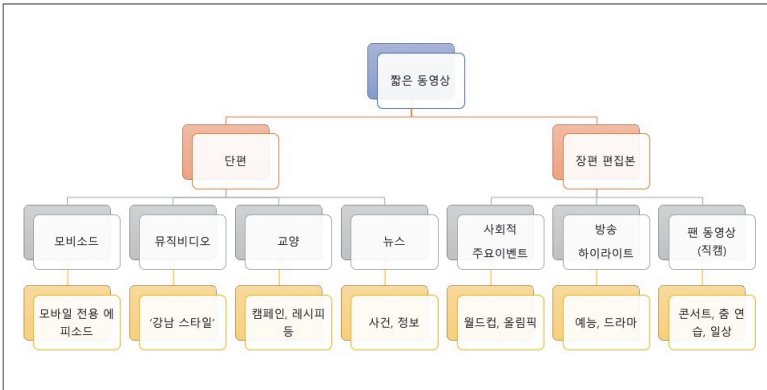 짧은 동영상
단편
장편 편집본
모비소드
뮤직비디오
교양
뉴스
사회적
주요이벤트
방송
하이라이트
팬 동영상
(직캠)
모바일 전용 에
피소드
‘강남 스타일’
캠페인, 레시피
등
사건, 정보
월드컵, 올림픽
예능, 드라마
콘서트, 춤 연
습, 일상